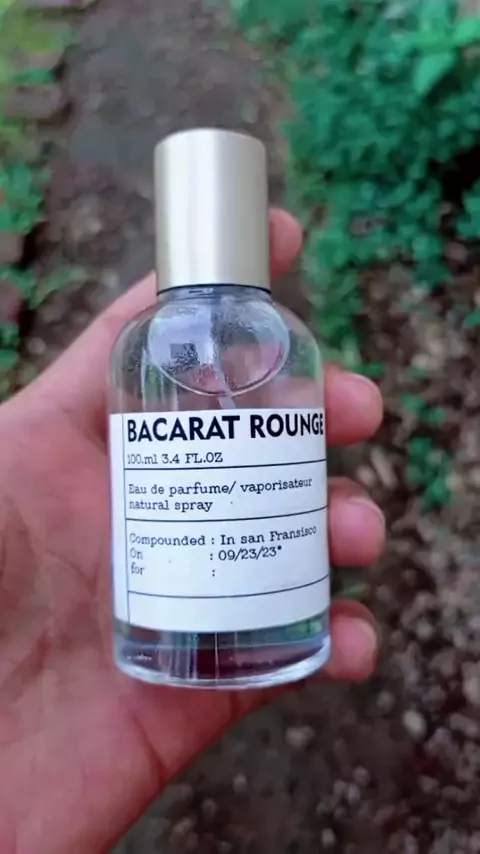 BACARAT ROUNGE
100.ml 3.4 FL.OZ
Eau de parfume/ vaporisateur
natural spray
Compounded : In san Fransisco
On : 09/23/23*
for :